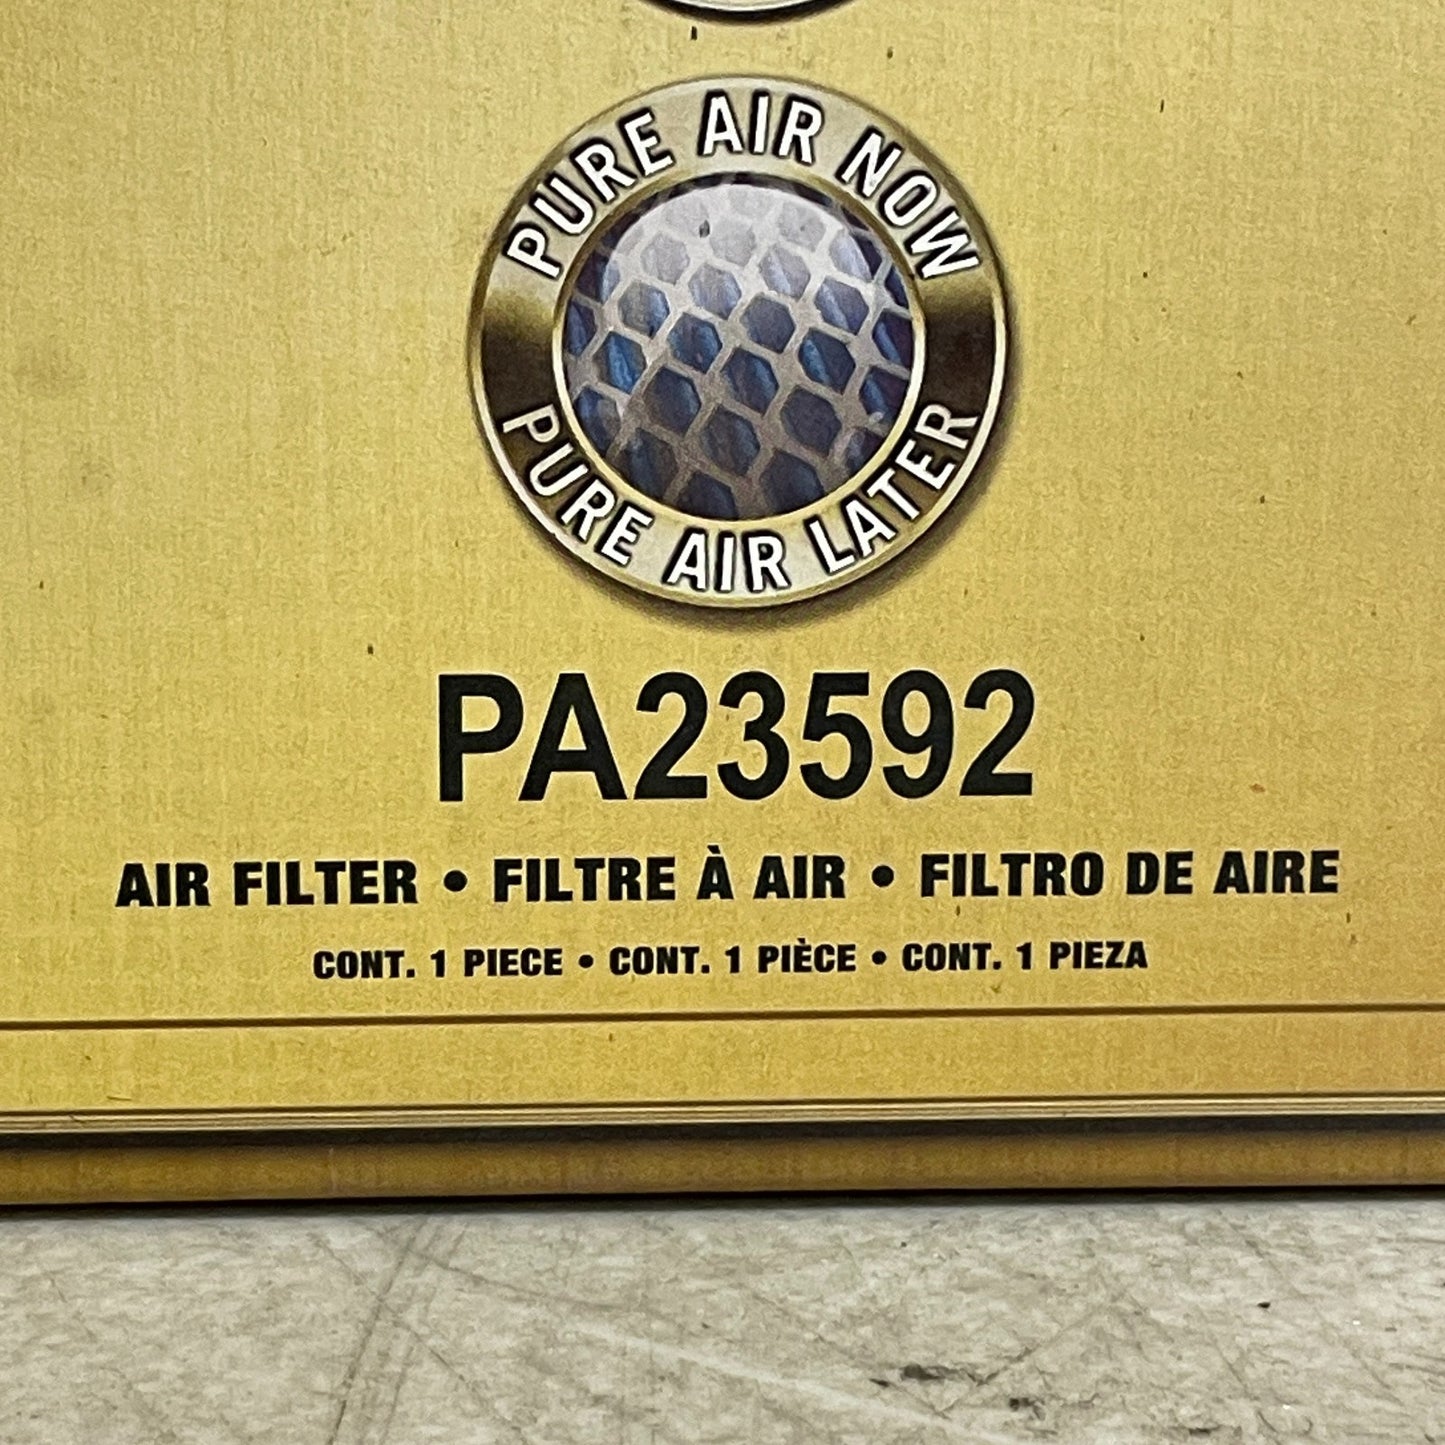 PURE AIR NOW
PURE AIR LATER
PA23592
AIR FILTER • FILTRE À AIR • FILTRO DE AIRE
CONT. 1 PIECE • CONT. 1 PIÈCE • CONT. 1 PIEZA